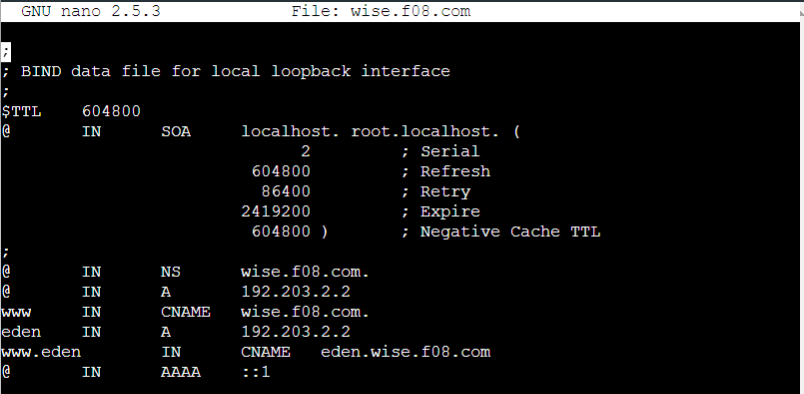 GNU nano 2.5.3 File: wise.f08.com
;
; BIND data file for local loopback interface
;
$TTL 604800
@ IN SOA localhost. root.localhost. (
2 ; Serial
604800 ; Refresh
86400 ; Retry
2419200 ; Expire
604800 ) ; Negative Cache TTL
;
@ IN NS wise.f08.com.
@ IN A 192.203.2.2
www IN CNAME wise.f08.com.
eden IN A 192.203.2.2
www.eden IN CNAME eden.wise.f08.com
@ IN AAAA ::1